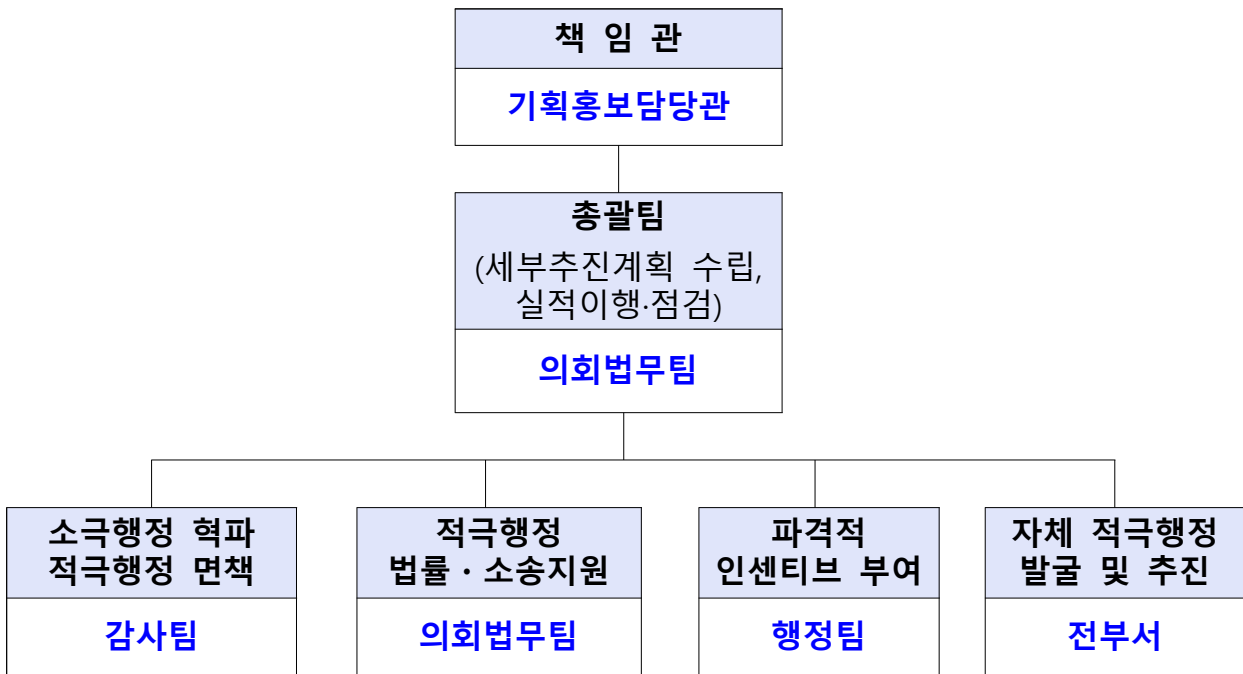 책 임 관
기획홍보담당관
총괄팀
(세부추진계획 수립,
실적이행·점검)
의회법무팀
소극행정 혁파
적극행정 면책
감사팀
적극행정
법률·소송지원
의회법무팀
파격적
인센티브 부여
행정팀
자체 적극행정
발굴 및 추진
전부서